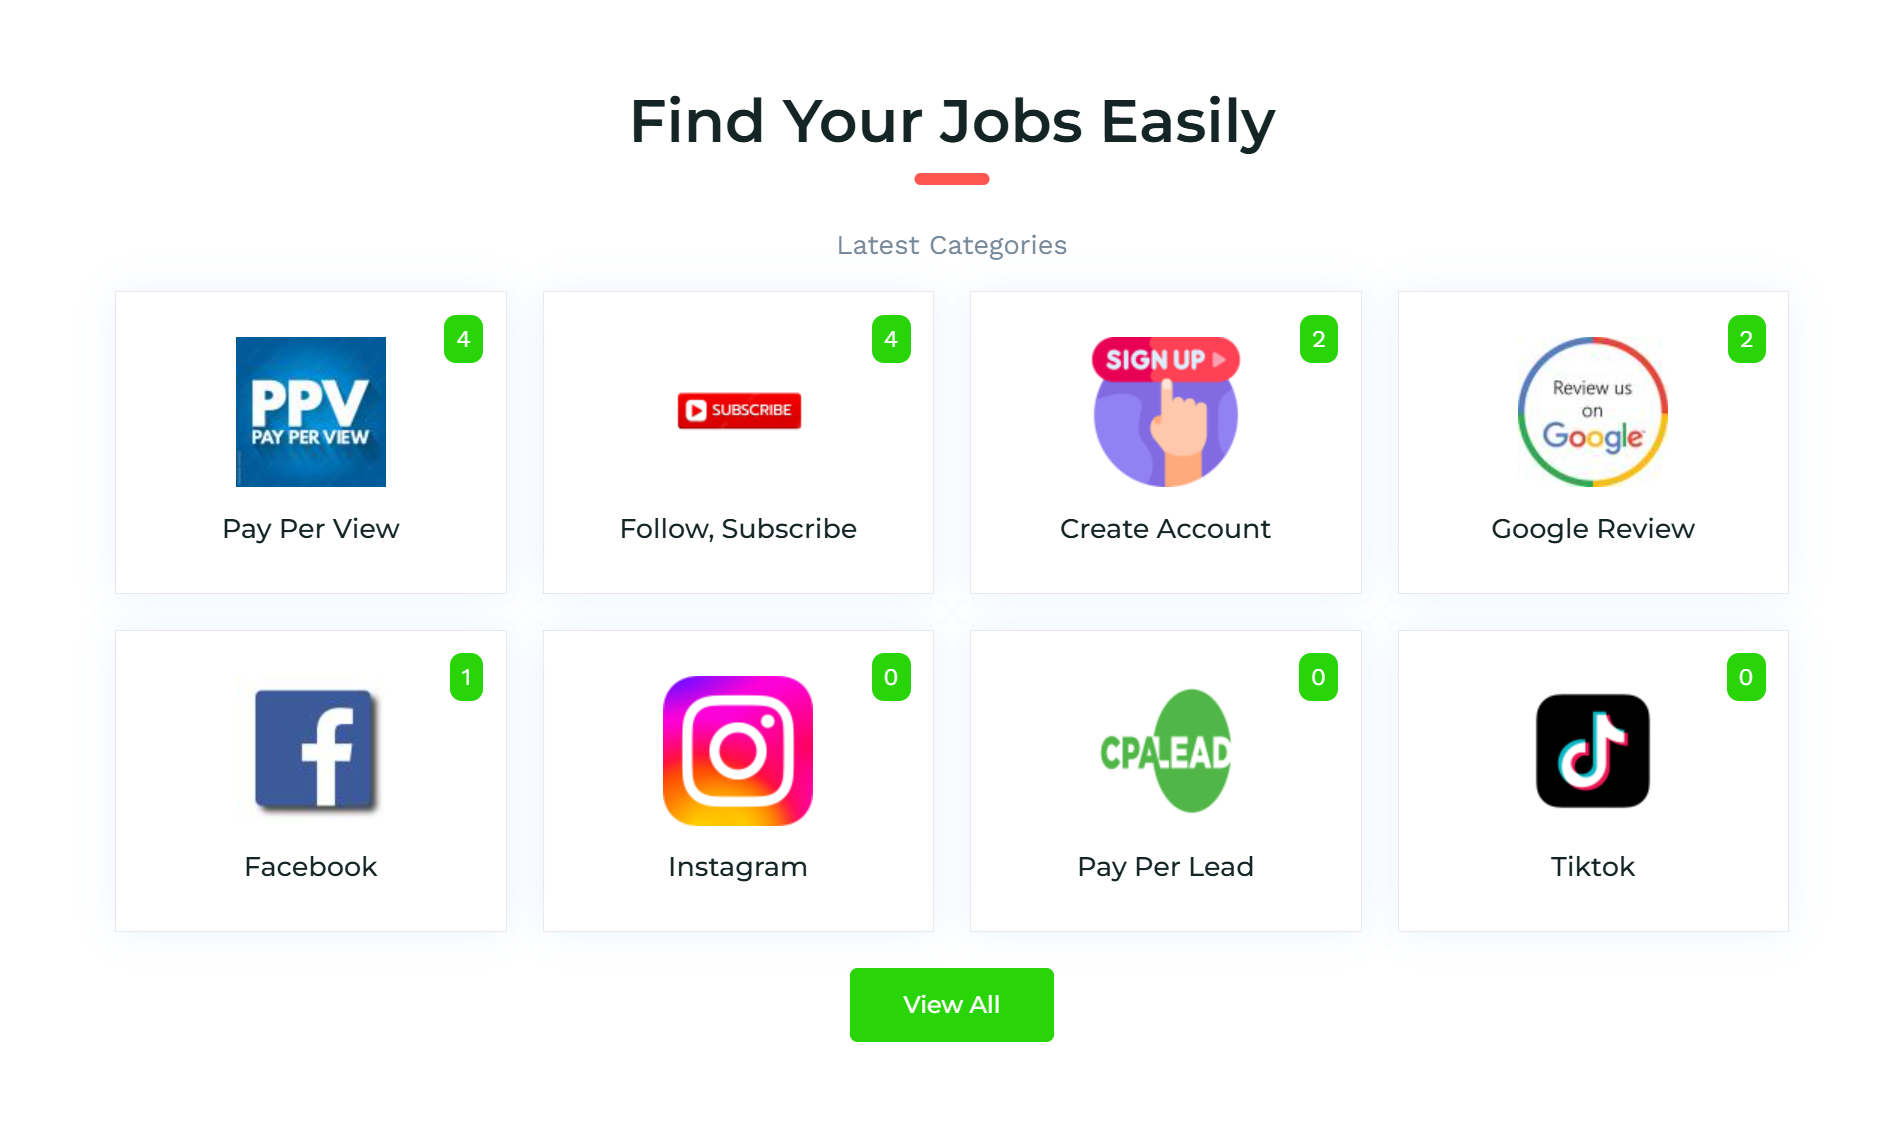 Find Your Jobs Easily
Latest Categories
4
PPV
PAY PER VIEW
Pay Per View
4
SUBSCRIBE
Follow, Subscribe
2
SIGN UP
Create Account
2
Review us
on
Google
Google Review
1
f
Facebook
0
Instagram
0
CPALEAD
Pay Per Lead
0
Tiktok
View All